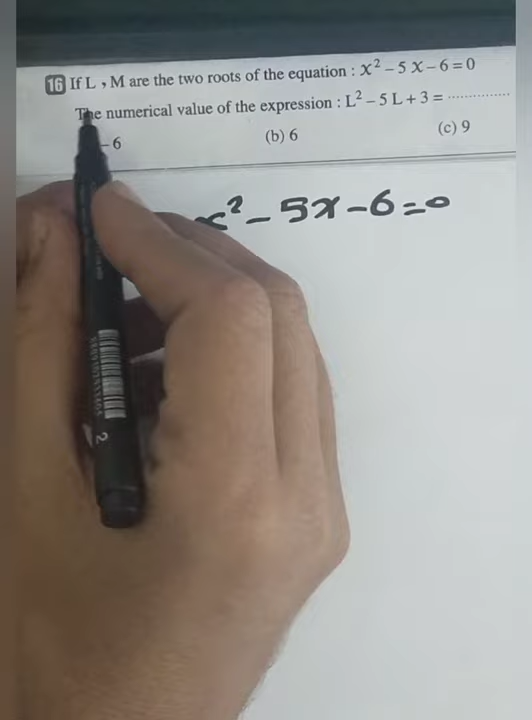 16 If L , M are the two roots of the equation : x² – 5 x – 6 = 0
The numerical value of the expression : L² – 5 L + 3 = ..............
– 6 (b) 6 (c) 9
x² – 5x – 6 = 0
2